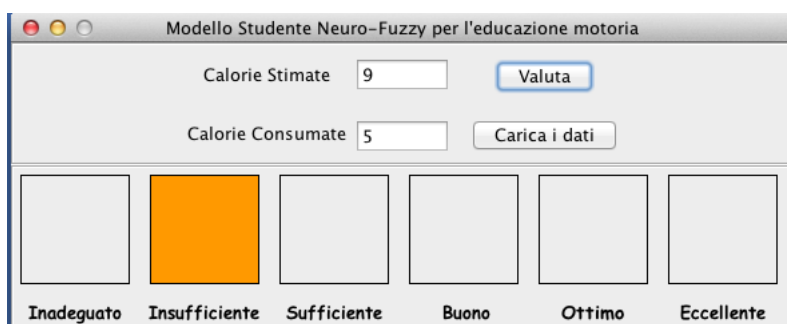 Modello Studente Neuro-Fuzzy per l'educazione motoria
Calorie Stimate 9 Valuta
Calorie Consumate 5 Carica i dati
Inadeguato Insufficiente Sufficiente Buono Ottimo Eccellente